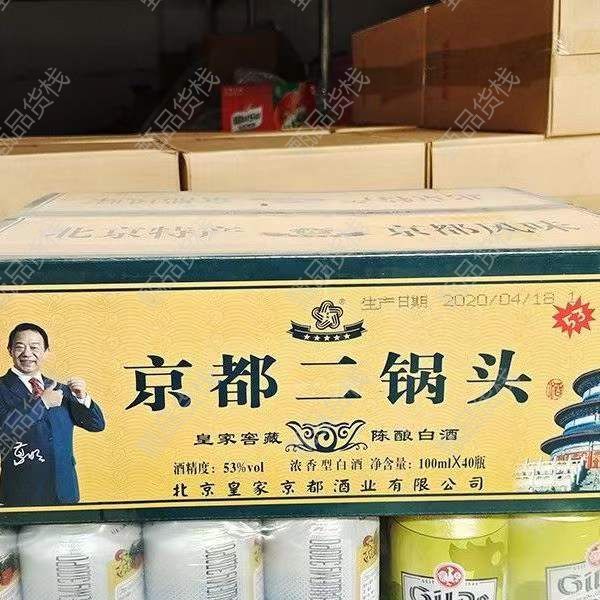 北京特产 京都风味
生产日期 2020/04/18 1
53
京都二锅头
皇家窖藏 陈酿白酒
酒精度：53%vol 浓香型白酒 净含量：100ml×40瓶
北京皇家京都酒业有限公司